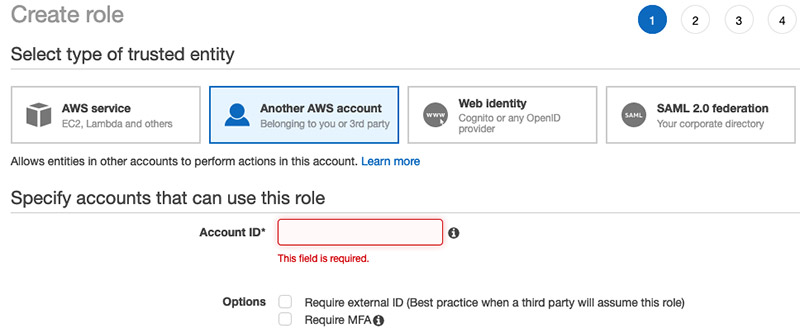 Create role
1 2 3 4
Select type of trusted entity
AWS service
EC2, Lambda and others
Another AWS account
Belonging to you or 3rd party
www
Web identity
Cognito or any OpenID
provider
SAML
SAML 2.0 federation
Your corporate directory
Allows entities in other accounts to perform actions in this account. Learn more
Specify accounts that can use this role
Account ID*
This field is required.
Options
Require external ID (Best practice when a third party will assume this role)
Require MFA